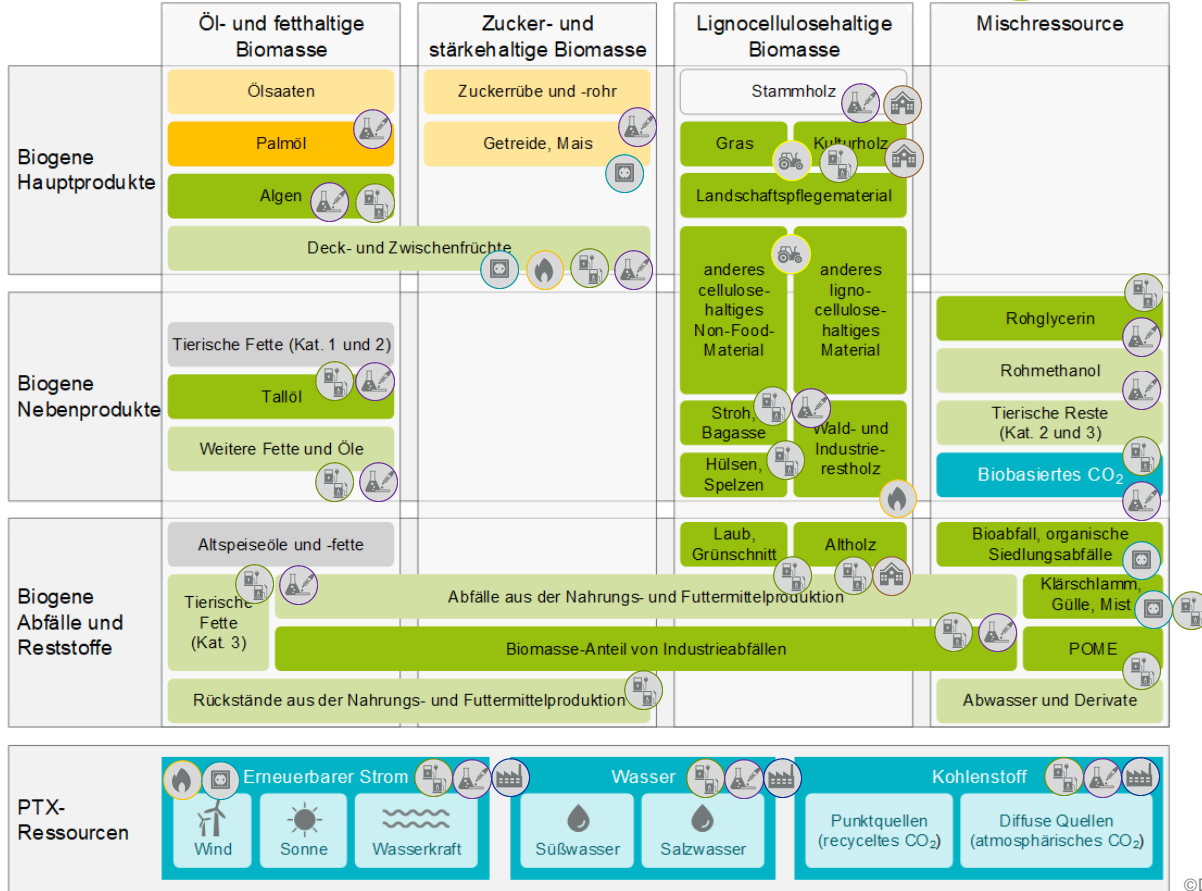 Öl- und fetthaltige
Biomasse
Zucker- und
stärkehaltige Biomasse
Lignocellulosehaltige
Biomasse
Mischressource
Biogene
Hauptprodukte
Ölsaaten
Zuckerrübe und -rohr
Stammholz
Palmöl
Getreide, Mais
Gras
Kulturholz
Algen
Landschaftspflegematerial
Deck- und Zwischenfrüchte
anderes
cellulose-
haltiges
Non-Food-
Material
anderes
ligno-
cellulose-
haltiges
Material
Biogene
Nebenprodukte
Tierische Fette (Kat. 1 und 2)
Rohglycerin
Tallöl
Rohmethanol
Weitere Fette und Öle
Stroh,
Bagasse
Wald- und
Industrie-
restholz
Tierische Reste
(Kat. 2 und 3)
Hülsen,
Spelzen
Biobasiertes CO₂
Biogene
Abfälle und
Reststoffe
Altspeiseöle und -fette
Laub,
Grünschnitt
Altholz
Bioabfall, organische
Siedlungsabfälle
Tierische
Fette
(Kat. 3)
Abfälle aus der Nahrungs- und Futtermittelproduktion
Klärschlamm,
Gülle, Mist
Biomasse-Anteil von Industrieabfällen
POME
Rückstände aus der Nahrungs- und Futtermittelproduktion
Abwasser und Derivate
PTX-
Ressourcen
Erneuerbarer Strom
Wasser
Kohlenstoff
Wind
Sonne
Wasserkraft
Süßwasser
Salzwasser
Punktquellen
(recyceltes CO₂)
Diffuse Quellen
(atmosphärisches CO₂)